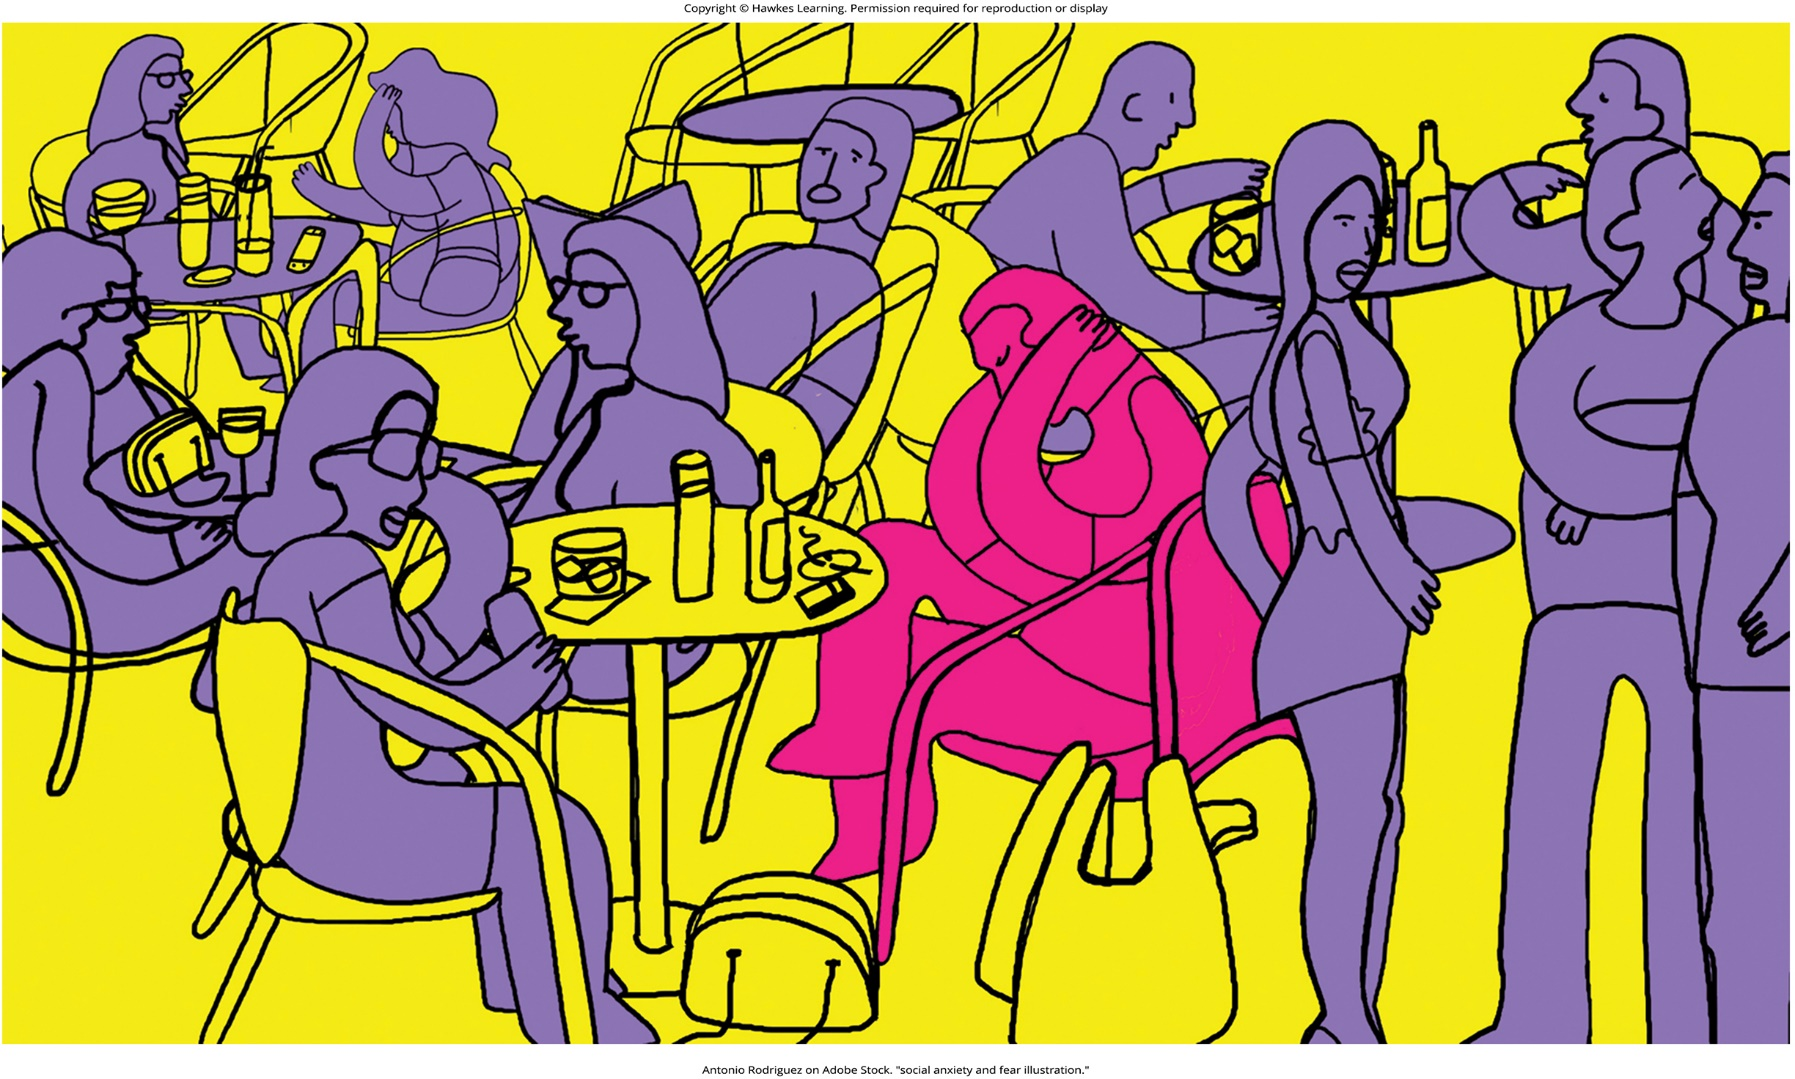 Copyright © Hawkes Learning. Permission required for reproduction or display
Antonio Rodriguez on Adobe Stock. "social anxiety and fear illustration."